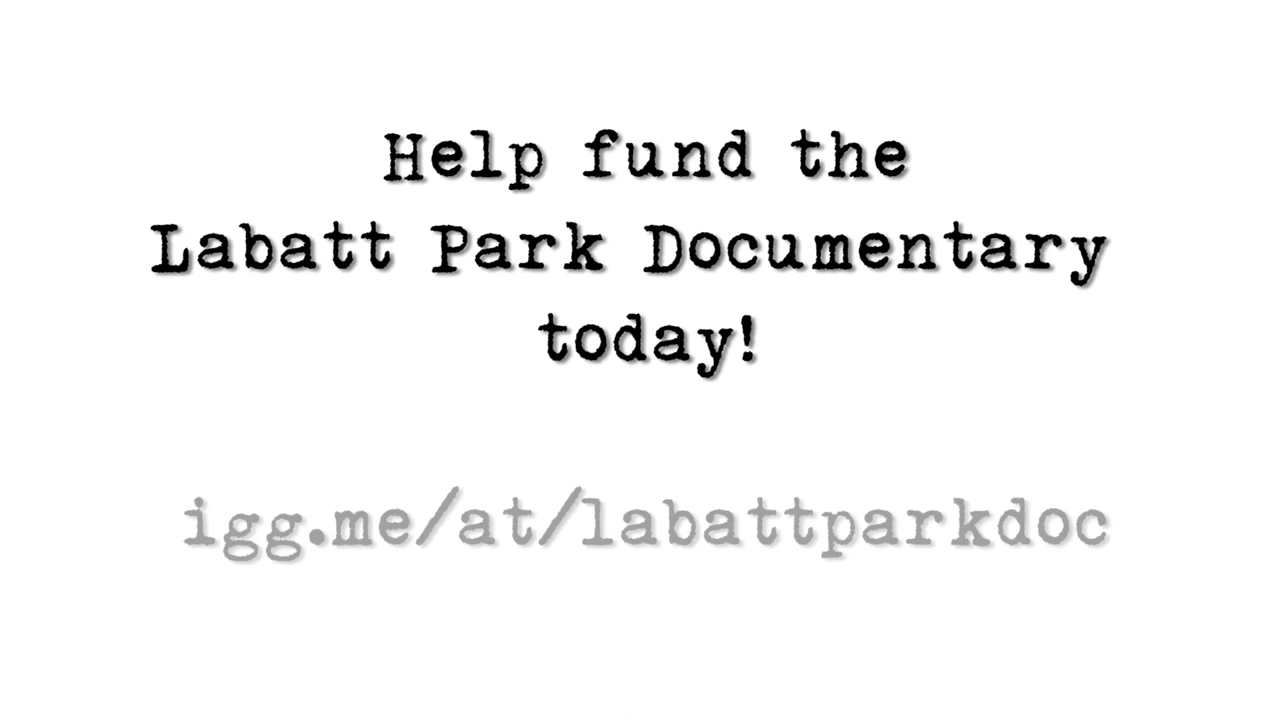 Help fund the
Labatt Park Documentary
today!
igg.me/at/labattparkdoc